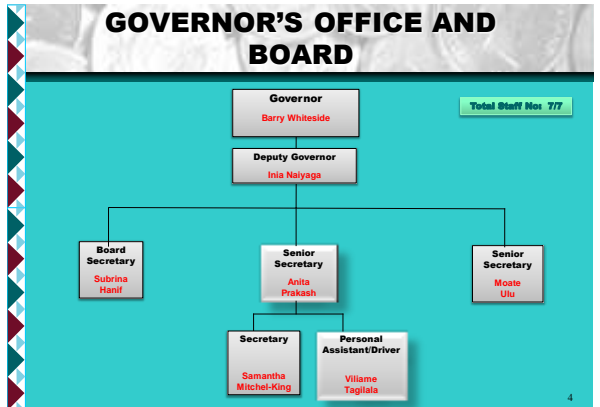 GOVERNOR'S OFFICE AND
BOARD
Governor
Barry Whiteside
Total Staff No: 7/7
Deputy Governor
Inia Naiyaga
Board
Secretary
Subrina
Hanif
Senior
Secretary
Anita
Prakash
Senior
Secretary
Moate
Ulu
Secretary
Samantha
Mitchel-King
Personal
Assistant/Driver
Viliame
Tagilala
4